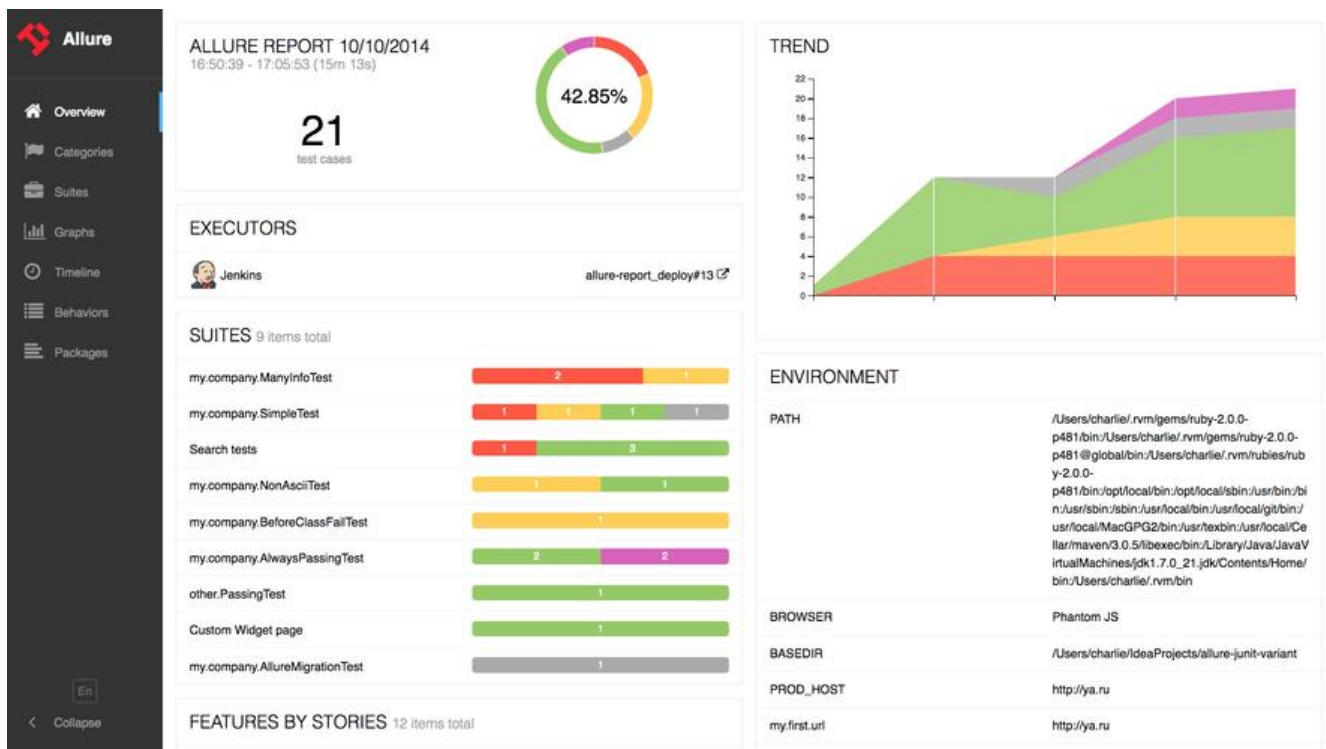 Allure
Overview
Categories
Suites
Graphs
Timeline
Behaviors
Packages
En
Collapse
ALLURE REPORT 10/10/2014
16:50:39 - 17:05:53 (15m 13s)
21
test cases
42.85%
EXECUTORS
Jenkins
allure-report_deploy#13
SUITES 9 items total
my.company.ManyInfoTest 2 1
my.company.SimpleTest 1 1 1 1
Search tests 1 3
my.company.NonAsciiTest 1 1
my.company.BeforeClassFailTest 1
my.company.AlwaysPassingTest 2 2
other.PassingTest 1
Custom Widget page 1
my.company.AllureMigrationTest 1
FEATURES BY STORIES 12 items total
TREND
22
20
18
16
14
12
10
8
6
4
2
0
ENVIRONMENT
PATH
/Users/charlie/.rvm/gems/ruby-2.0.0-
p481/bin:/Users/charlie/.rvm/gems/ruby-2.0.0-
p481@global/bin:/Users/charlie/.rvm/rubies/rub
y-2.0.0-
p481/bin:/opt/local/bin:/opt/local/sbin:/usr/bin:/bi
n:/usr/sbin:/sbin:/usr/local/bin:/usr/local/git/bin:/
usr/local/MacGPG2/bin:/usr/texbin:/usr/local/Ce
llar/maven/3.0.5/libexec/bin:/Library/Java/JavaV
irtualMachines/jdk1.7.0_21.jdk/Contents/Home/
bin:/Users/charlie/.rvm/bin
BROWSER Phantom JS
BASEDIR /Users/charlie/IdeaProjects/allure-junit-variant
PROD_HOST http://ya.ru
my.first.url http://ya.ru